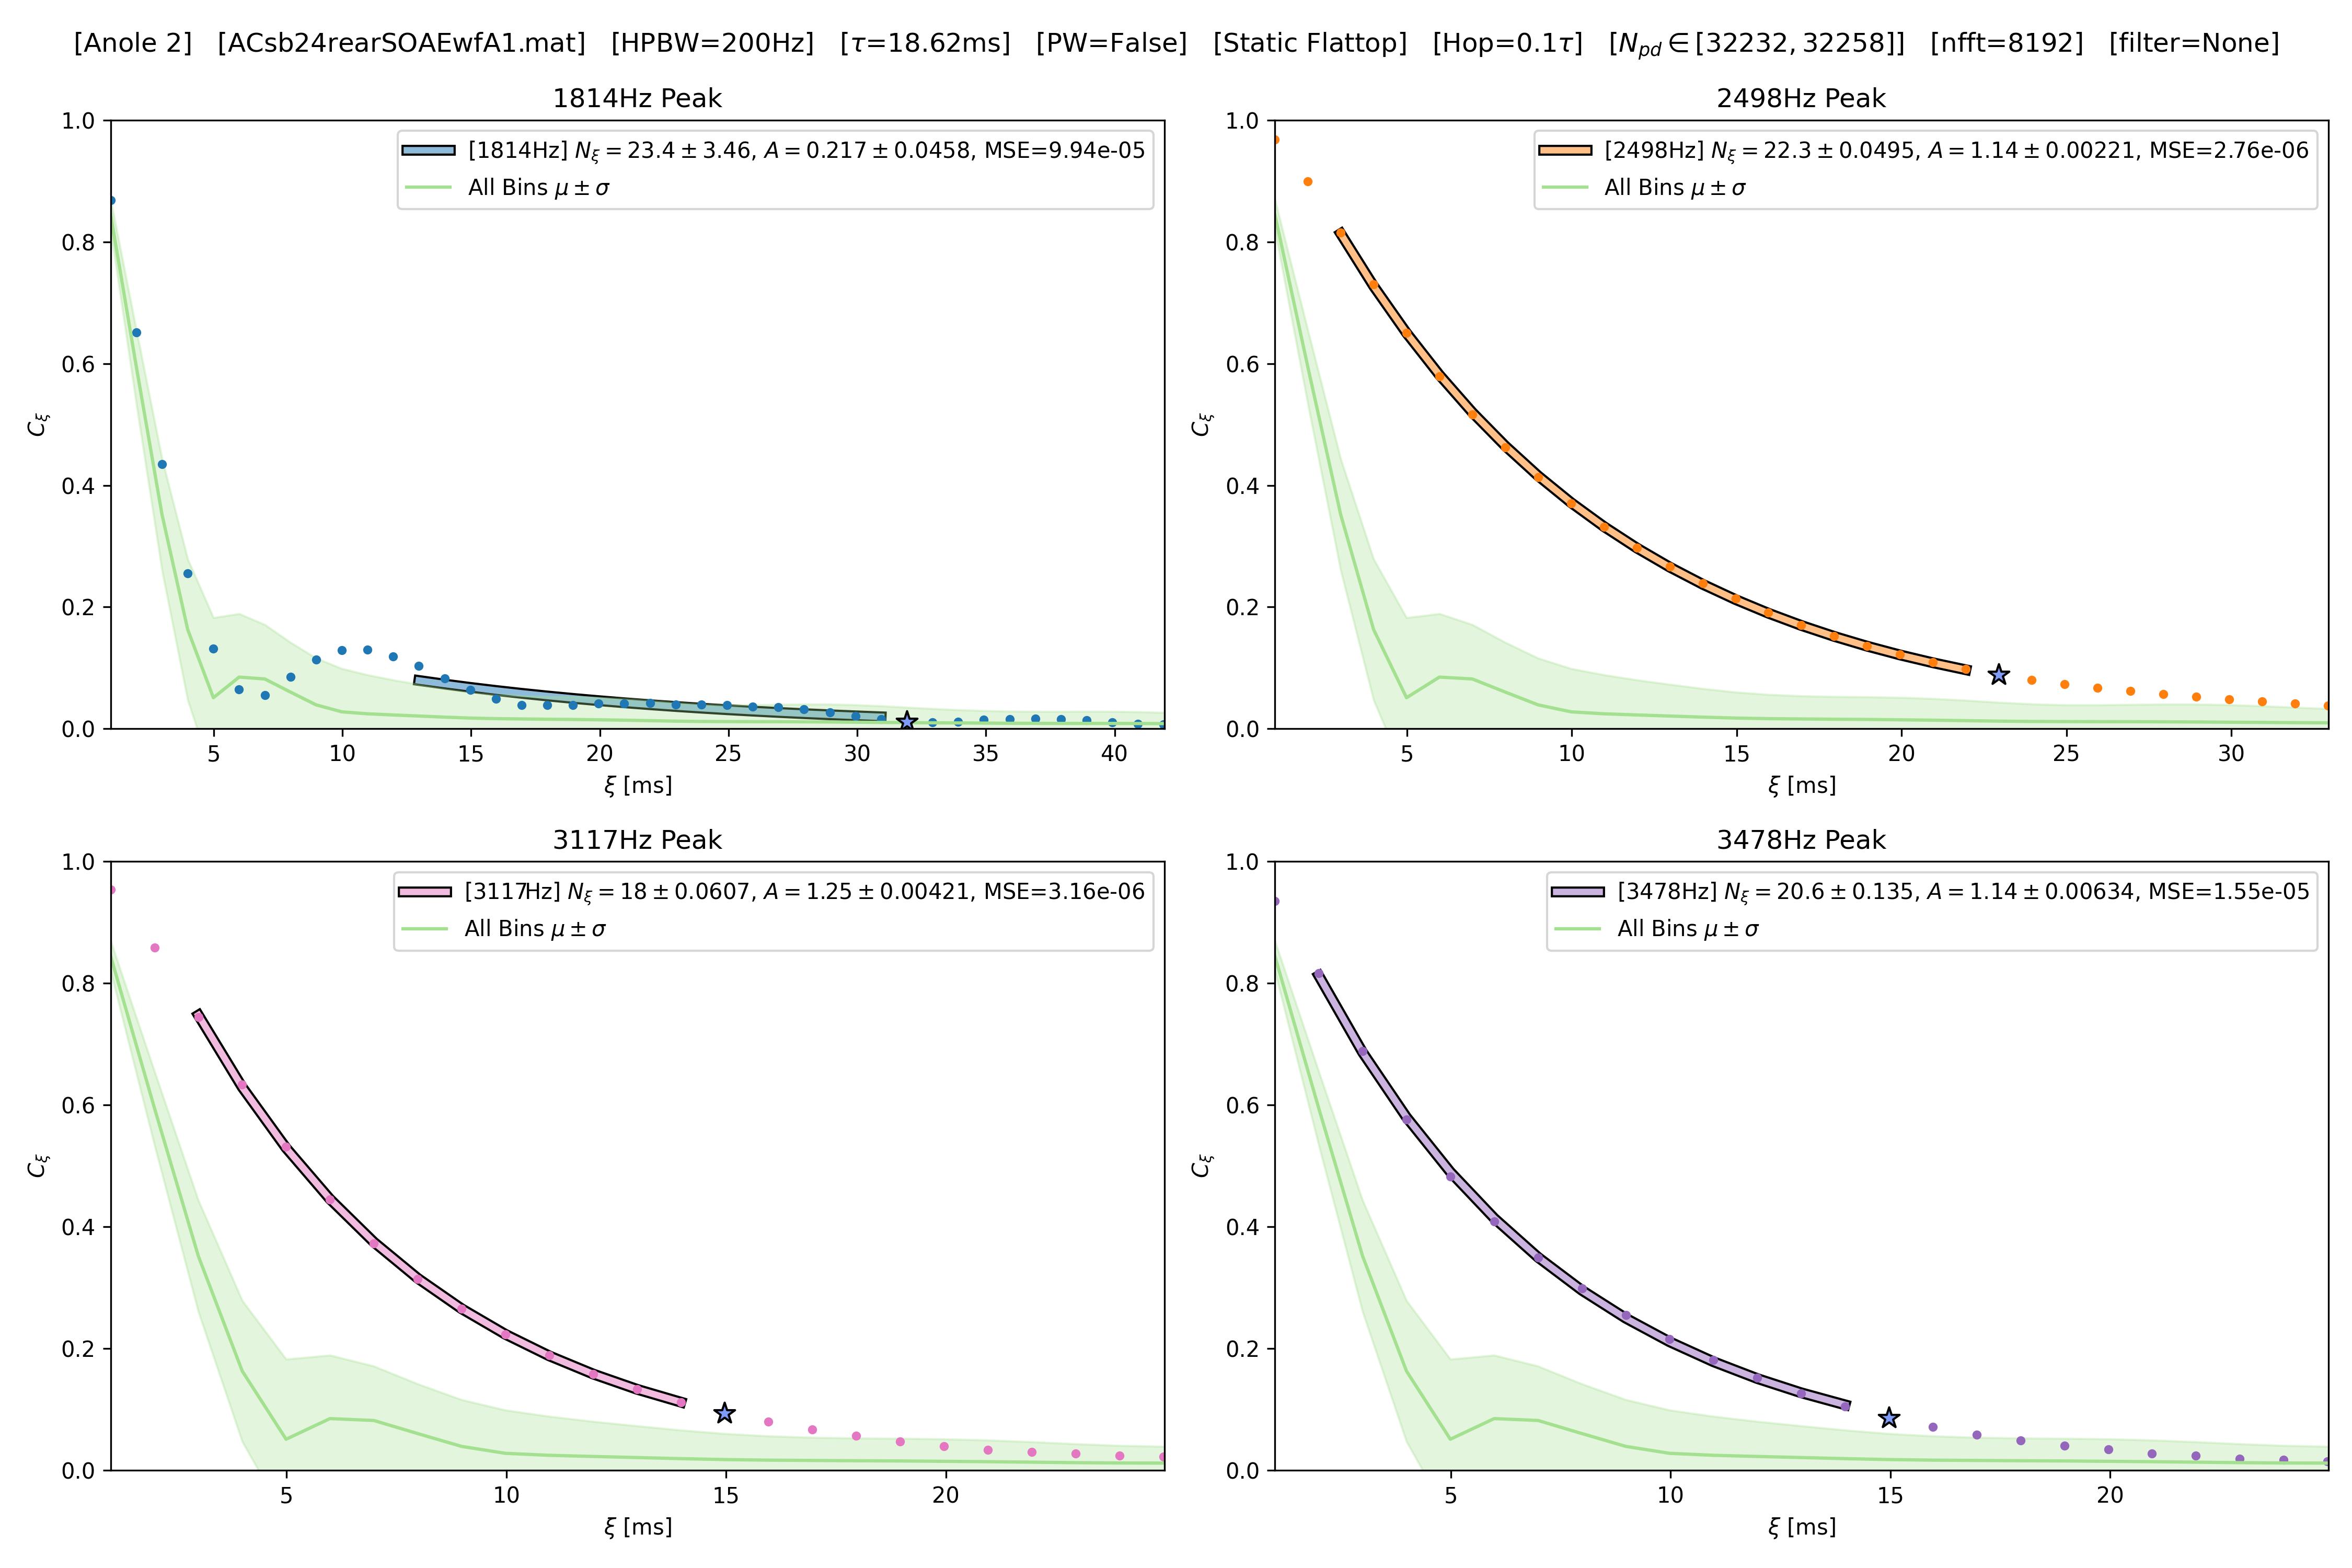 [Anole 2] [ACsb24rearSOAEwfA1.mat] [HPBW=200Hz] [τ=18.62ms] [PW=False] [Static Flattop] [Hop=0.1τ] [N_pd ∈ [32232, 32258]] [nfft=8192] [filter=None]
1814Hz Peak
[1814Hz] N_ξ = 23.4 ± 3.46, A = 0.217 ± 0.0458, MSE=9.94e-05
All Bins μ ± σ
1.0
0.8
0.6
0.4
0.2
0.0
C_ξ
5 10 15 20 25 30 35 40
ξ [ms]
2498Hz Peak
[2498Hz] N_ξ = 22.3 ± 0.0495, A = 1.14 ± 0.00221, MSE=2.76e-06
All Bins μ ± σ
1.0
0.8
0.6
0.4
0.2
0.0
C_ξ
5 10 15 20 25 30
ξ [ms]
3117Hz Peak
[3117Hz] N_ξ = 18 ± 0.0607, A = 1.25 ± 0.00421, MSE=3.16e-06
All Bins μ ± σ
1.0
0.8
0.6
0.4
0.2
0.0
C_ξ
5 10 15 20
ξ [ms]
3478Hz Peak
[3478Hz] N_ξ = 20.6 ± 0.135, A = 1.14 ± 0.00634, MSE=1.55e-05
All Bins μ ± σ
1.0
0.8
0.6
0.4
0.2
0.0
C_ξ
5 10 15 20
ξ [ms]